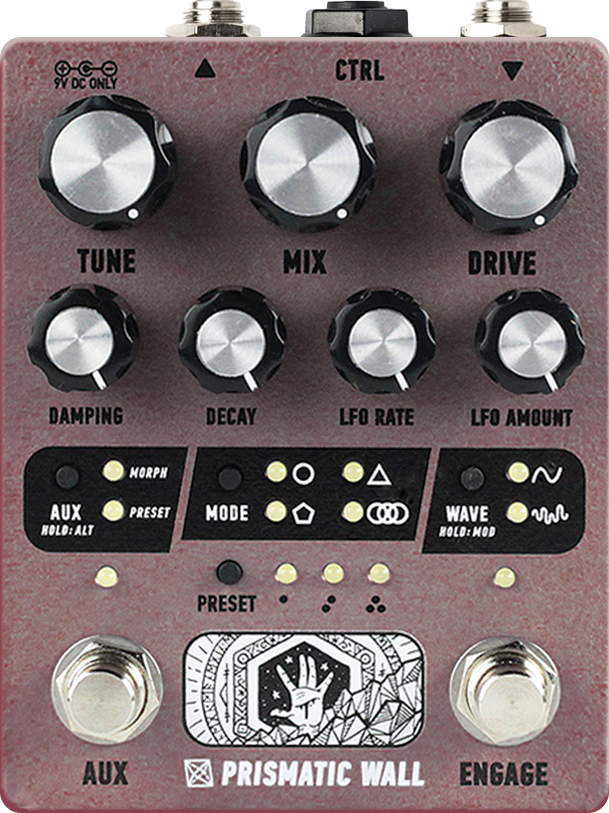 CTRL
9V DC ONLY
TUNE MIX DRIVE
DAMPING DECAY LFO RATE LFO AMOUNT
MORPH
AUX PRESET MODE WAVE
HOLD: ALT HOLD: MOD
PRESET
AUX PRISMATIC WALL ENGAGE